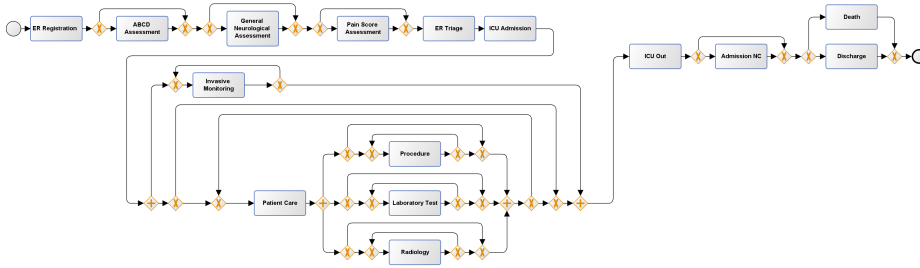 ER Registration
ABCD
Assessment
General
Neurological
Assessment
Pain Score
Assessment
ER Triage
ICU Admission
Death
ICU Out
Admission NC
Discharge
Invasive
Monitoring
Procedure
Patient Care
Laboratory Test
Radiology